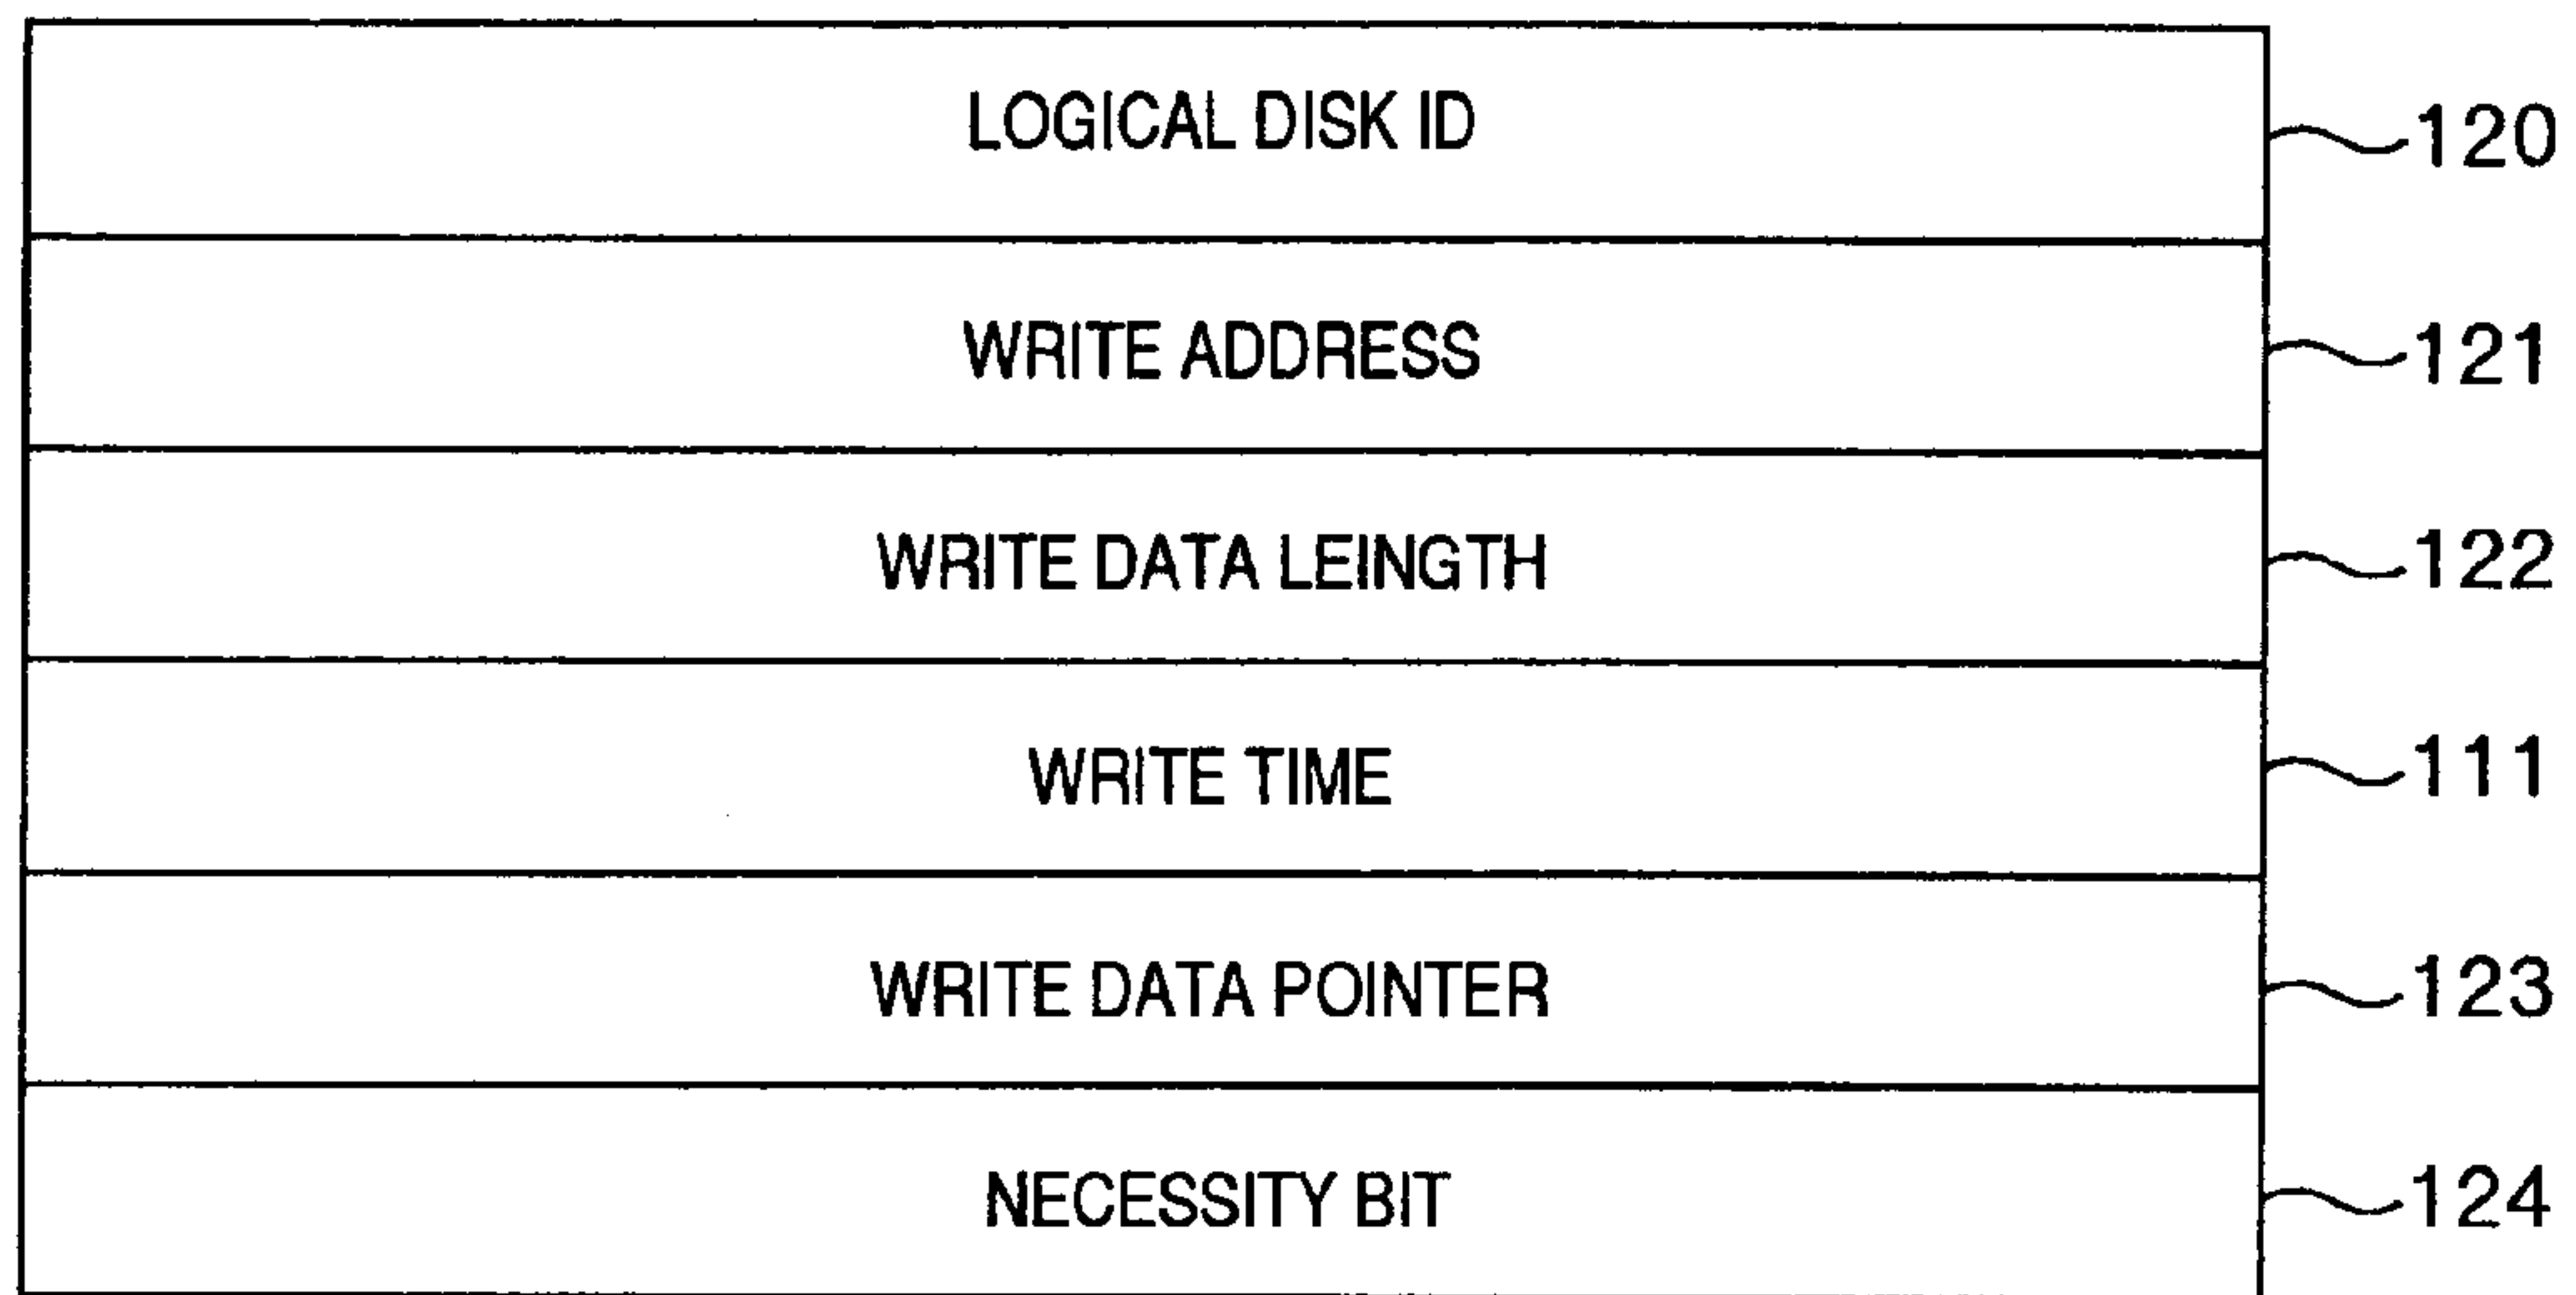 LOGICAL DISK ID 120
WRITE ADDRESS 121
WRITE DATA LEINGTH 122
WRITE TIME 111
WRITE DATA POINTER 123
NECESSITY BIT 124